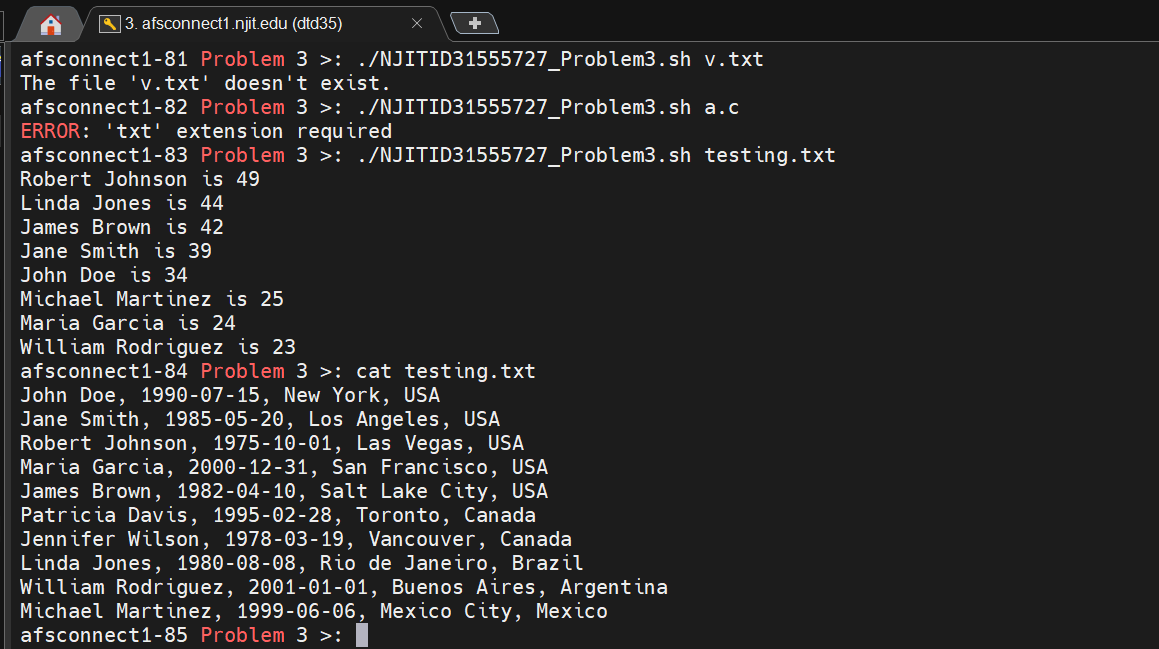 3. afsconnect1.njit.edu (dtd35)
afsconnect1-81 Problem 3 >: ./NJITID31555727_Problem3.sh v.txt
The file 'v.txt' doesn't exist.
afsconnect1-82 Problem 3 >: ./NJITID31555727_Problem3.sh a.c
ERROR: 'txt' extension required
afsconnect1-83 Problem 3 >: ./NJITID31555727_Problem3.sh testing.txt
Robert Johnson is 49
Linda Jones is 44
James Brown is 42
Jane Smith is 39
John Doe is 34
Michael Martinez is 25
Maria Garcia is 24
William Rodriguez is 23
afsconnect1-84 Problem 3 >: cat testing.txt
John Doe, 1990-07-15, New York, USA
Jane Smith, 1985-05-20, Los Angeles, USA
Robert Johnson, 1975-10-01, Las Vegas, USA
Maria Garcia, 2000-12-31, San Francisco, USA
James Brown, 1982-04-10, Salt Lake City, USA
Patricia Davis, 1995-02-28, Toronto, Canada
Jennifer Wilson, 1978-03-19, Vancouver, Canada
Linda Jones, 1980-08-08, Rio de Janeiro, Brazil
William Rodriguez, 2001-01-01, Buenos Aires, Argentina
Michael Martinez, 1999-06-06, Mexico City, Mexico
afsconnect1-85 Problem 3 >: